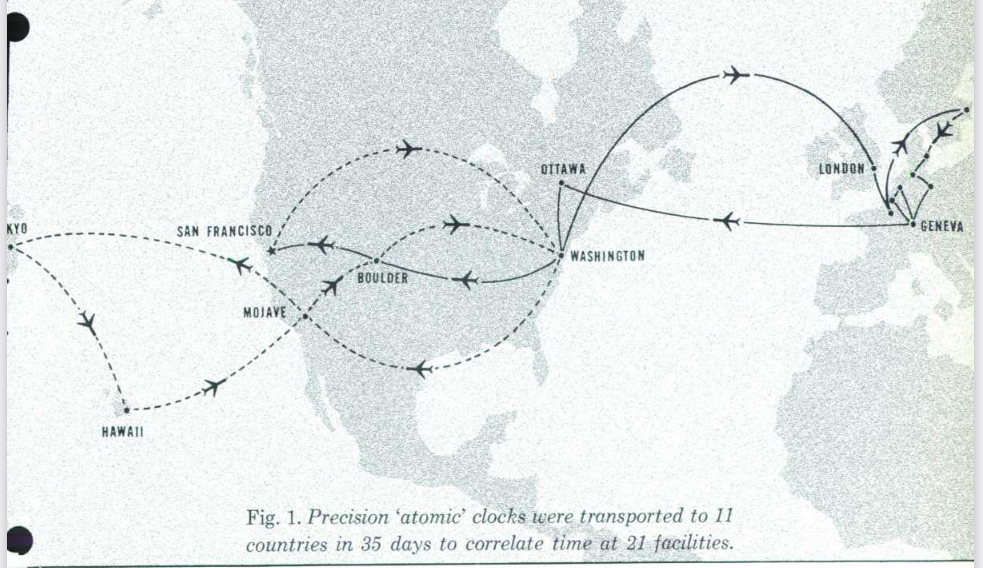 OTTAWA
LONDON
KYO
SAN FRANCISCO
GENEVA
WASHINGTON
BOULDER
MOJAVE
HAWAII
Fig. 1. Precision ‘atomic’ clocks were transported to 11
countries in 35 days to correlate time at 21 facilities.